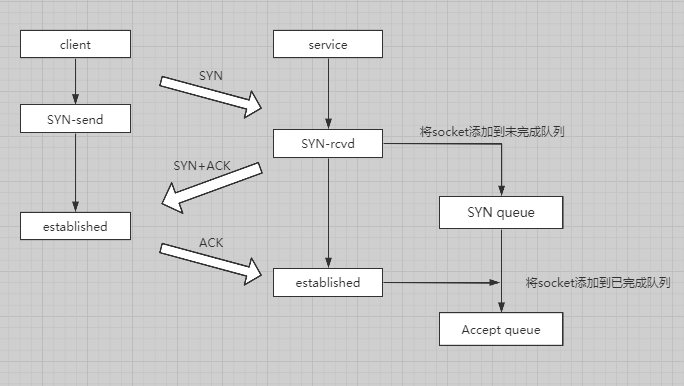 client
service
SYN
SYN-send
将socket添加到未完成队列
SYN-rcvd
SYN+ACK
SYN queue
established
ACK
established
将socket添加到已完成队列
Accept queue